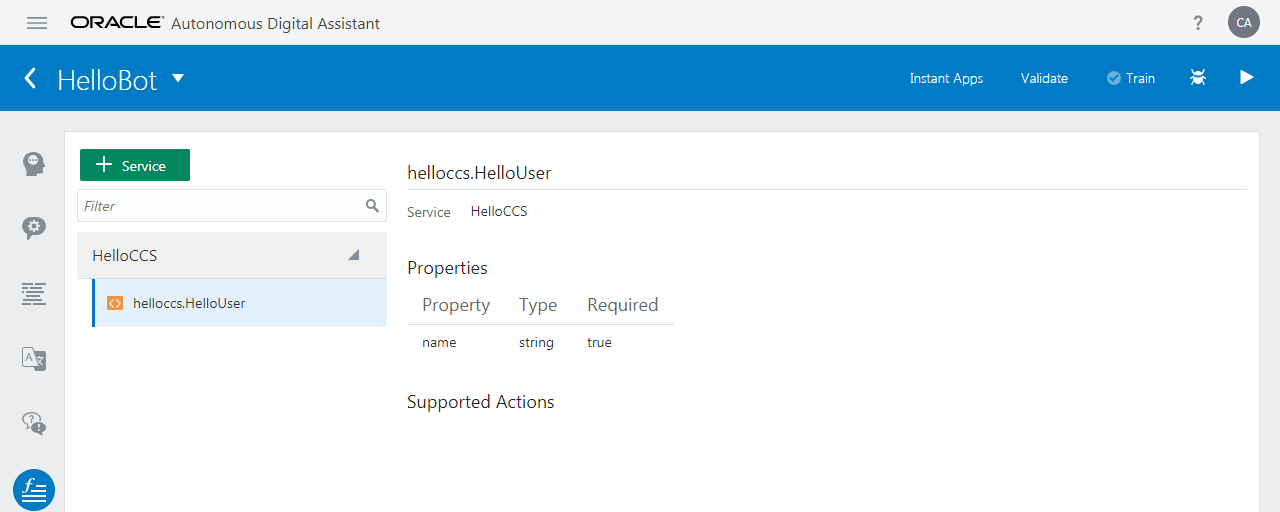 ORACLE Autonomous Digital Assistant ? CA
HelloBot Instant Apps Validate Train
+ Service
Filter
HelloCCS
helloccs.HelloUser
helloccs.HelloUser
Service HelloCCS
Properties
Property Type Required
name string true
Supported Actions